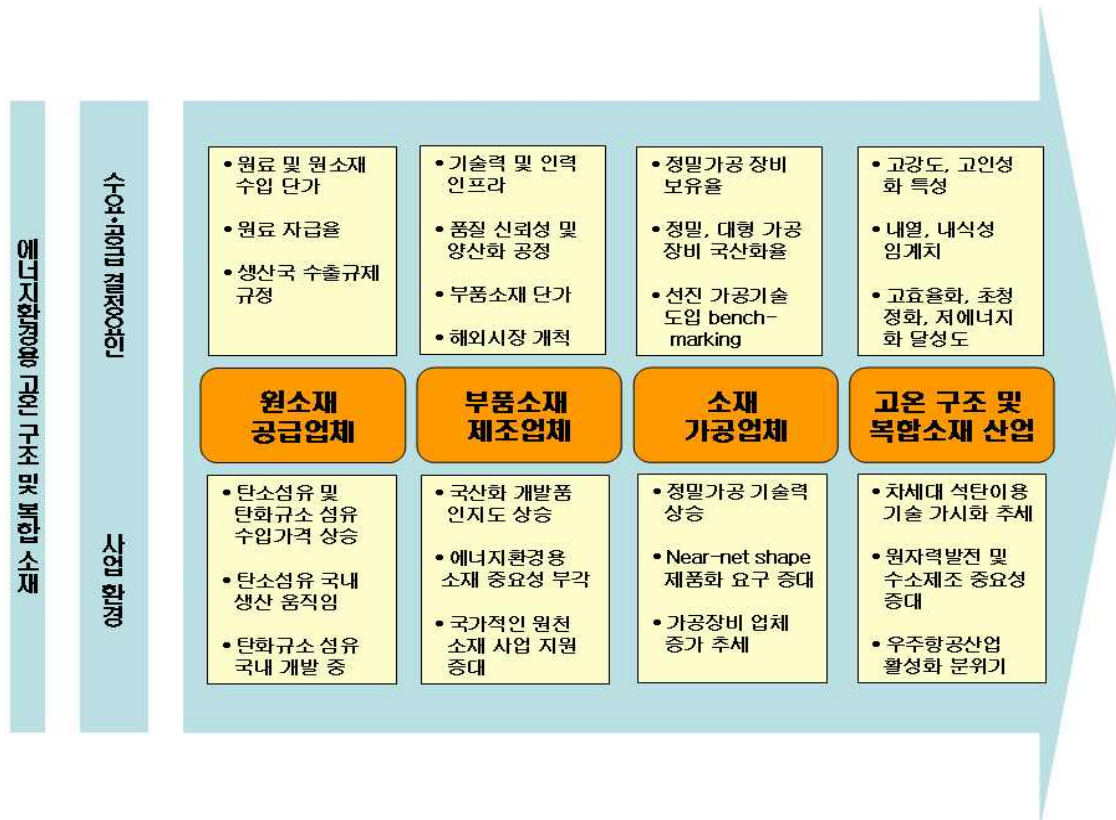 에너지환경용 고온 구조 및 복합 소재
수요·공급 결정요인
사업 환경
• 원료 및 원소재
수입 단가
• 원료 자급율
• 생산국 수출규제
규정
• 기술력 및 인력
인프라
• 품질 신뢰성 및
양산화 공정
• 부품소재 단가
• 해외시장 개척
• 정밀가공 장비
보유율
• 정밀, 대형 가공
장비 국산화율
• 선진 가공기술
도입 bench-
marking
• 고강도, 고인성
화 특성
• 내열, 내식성
임계치
• 고효율화, 초청
정화, 저에너지
화 달성도
원소재
공급업체
부품소재
제조업체
소재
가공업체
고온 구조 및
복합소재 산업
• 탄소섬유 및
탄화규소 섬유
수입가격 상승
• 탄소섬유 국내
생산 움직임
• 탄화규소 섬유
국내 개발 중
• 국산화 개발품
인지도 상승
• 에너지환경용
소재 중요성 부각
• 국가적인 원천
소재 사업 지원
증대
• 정밀가공 기술력
상승
• Near-net shape
제품화 요구 증대
• 가공장비 업체
증가 추세
• 차세대 석탄이용
기술 가시화 추세
• 원자력발전 및
수소제조 중요성
증대
• 우주항공산업
활성화 분위기